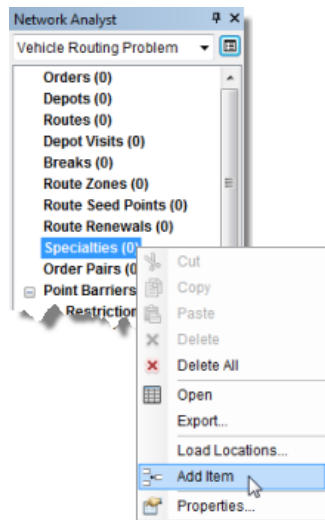 Network Analyst
Vehicle Routing Problem
Orders (0)
Depots (0)
Routes (0)
Depot Visits (0)
Breaks (0)
Route Zones (0)
Route Seed Points (0)
Route Renewals (0)
Specialties (0)
Order Pairs (0
Point Barriers
Restriction
Cut
Copy
Paste
Delete
Delete All
Open
Export...
Load Locations...
Add Item
Properties...